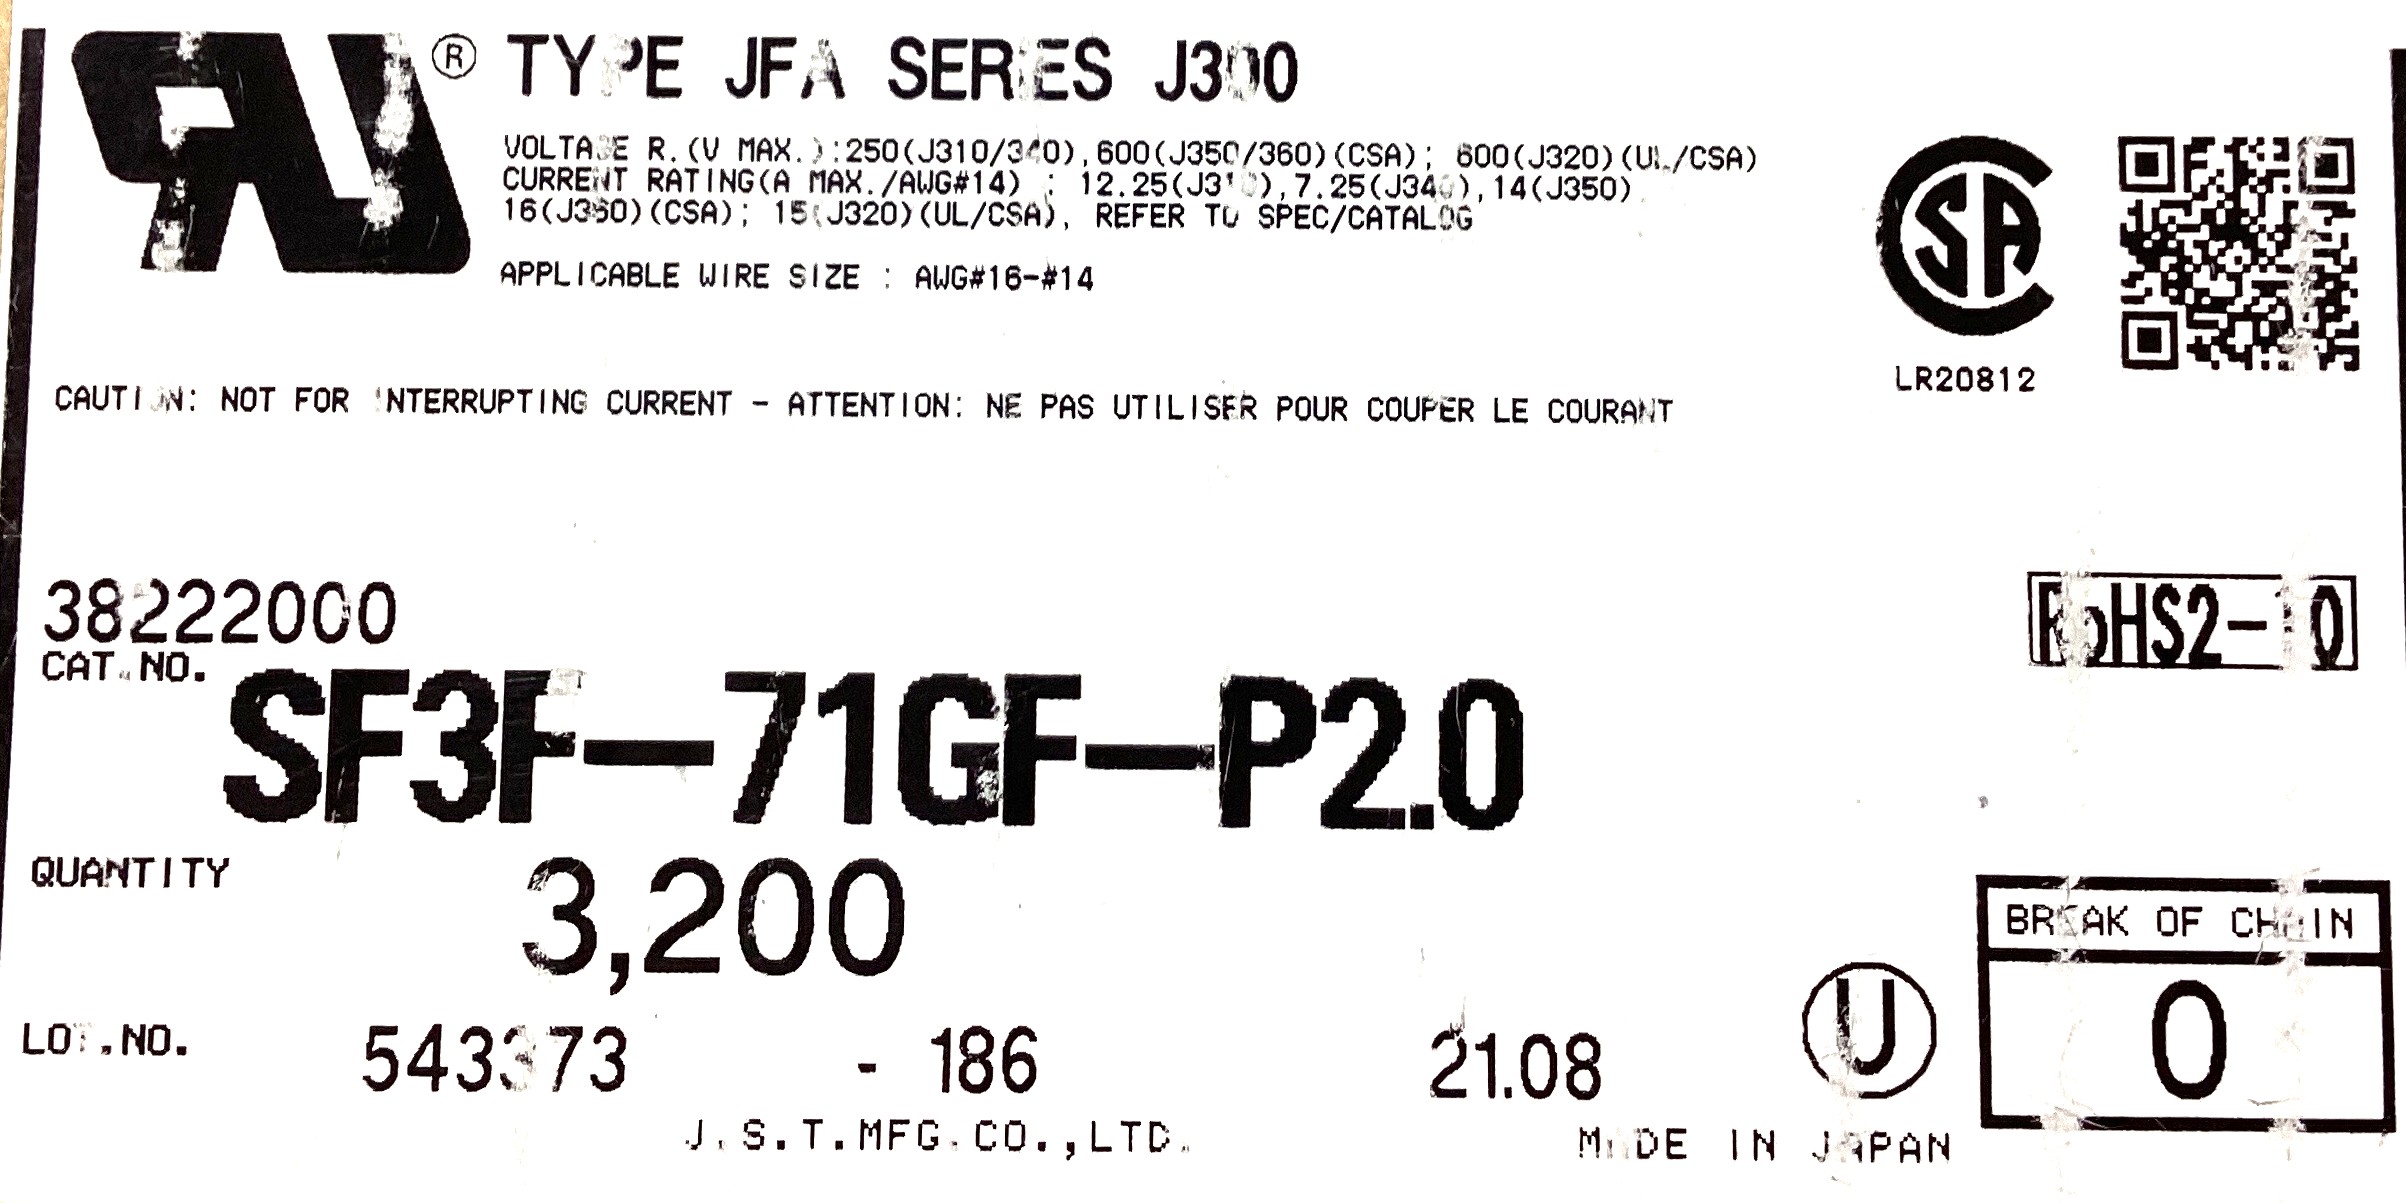 ® TYPE JFA SERIES J300
VOLTAGE R.(V MAX.):250(J310/340),600(J350/360)(CSA); 600(J320)(UL/CSA)
CURRENT RATING(A MAX./AWG#14) : 12.25(J310),7.25(J340),14(J350)
16(J360)(CSA); 15(J320)(UL/CSA), REFER TO SPEC/CATALOG
APPLICABLE WIRE SIZE : AWG#16-#14
CSA
LR20812
CAUTION: NOT FOR INTERRUPTING CURRENT - ATTENTION: NE PAS UTILISER POUR COUPER LE COURANT
38222000
RoHS2-10
CAT.NO.
SF3F-71GF-P2.0
QUANTITY 3,200
BREAK OF CHAIN
0
LOT.NO. 543373 - 186 21.08 U
J.S.T.MFG.CO.,LTD.
MADE IN JAPAN